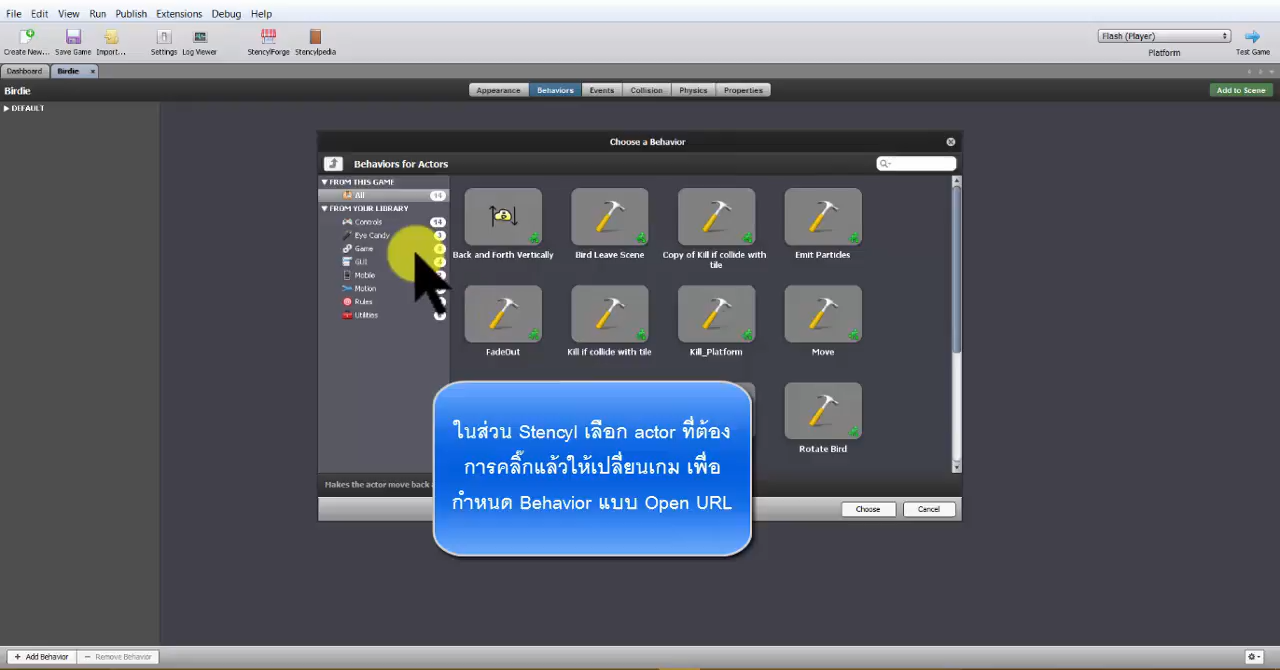 File Edit View Run Publish Extensions Debug Help
Create New... Save Game Import... Settings Log Viewer StencylForge Stencylpedia
Flash (Player)
Platform
Test Game
Dashboard Birdie
Birdie
Appearance Behaviors Events Collision Physics Properties
Add to Scene
DEFAULT
Choose a Behavior
Behaviors for Actors
FROM THIS GAME
All 14
FROM YOUR LIBRARY
Controls 14
Eye Candy 3
Game
GUI
Mobile
Motion
Rules
Utilities
Back and Forth Vertically
Bird Leave Scene
Copy of Kill if collide with
tile
Emit Particles
FadeOut
Kill if collide with tile
Kill_Platform
Move
Rotate Bird
ในส่วน Stencyl เลือก actor ที่ต้อง
การคลิ๊กแล้วให้เปลี่ยนเกม เพื่อ
กำหนด Behavior แบบ Open URL
Makes the actor move back
Choose Cancel
Add Behavior Remove Behavior